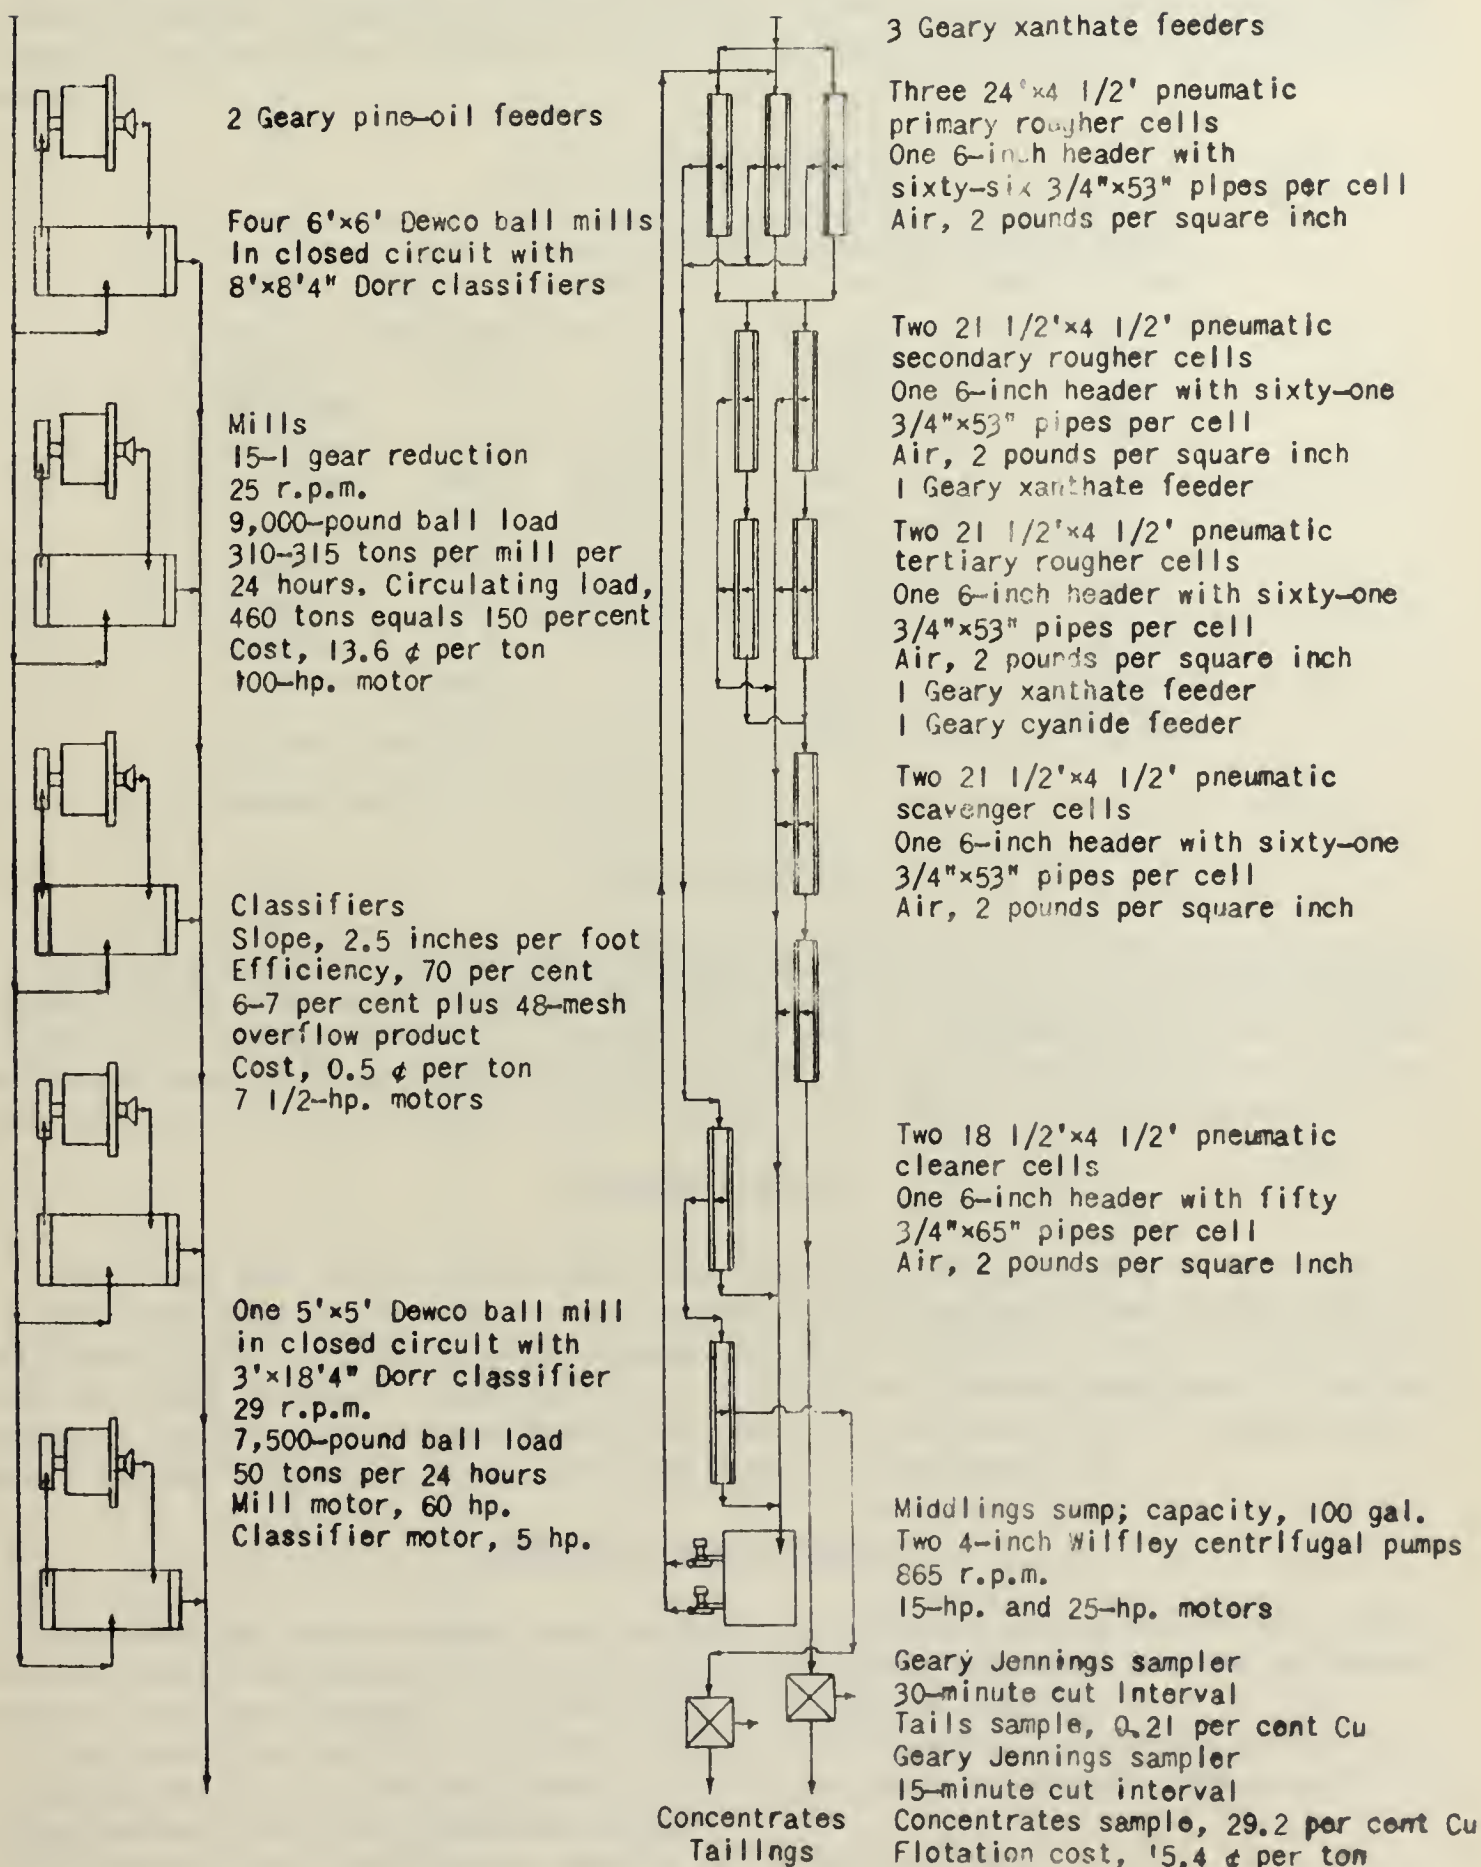 2 Geary pine-oil feeders
Four 6'×6' Dewco ball mills
In closed circuit with
8'×8'4" Dorr classifiers
Mills
15-1 gear reduction
25 r.p.m.
9,000-pound ball load
310-315 tons per mill per
24 hours. Circulating load,
460 tons equals 150 percent
Cost, 13.6 ¢ per ton
100-hp. motor
Classifiers
Slope, 2.5 inches per foot
Efficiency, 70 per cent
6-7 per cent plus 48-mesh
overflow product
Cost, 0.5 ¢ per ton
7 1/2-hp. motors
One 5'×5' Dewco ball mill
in closed circuit with
3'×18'4" Dorr classifier
29 r.p.m.
7,500-pound ball load
50 tons per 24 hours
Mill motor, 60 hp.
Classifier motor, 5 hp.
3 Geary xanthate feeders
Three 24'×4 1/2' pneumatic
primary rougher cells
One 6-inch header with
sixty-six 3/4"×53" pipes per cell
Air, 2 pounds per square inch
Two 21 1/2'×4 1/2' pneumatic
secondary rougher cells
One 6-inch header with sixty-one
3/4"×53" pipes per cell
Air, 2 pounds per square inch
1 Geary xanthate feeder
Two 21 1/2'×4 1/2' pneumatic
tertiary rougher cells
One 6-inch header with sixty-one
3/4"×53" pipes per cell
Air, 2 pounds per square inch
1 Geary xanthate feeder
1 Geary cyanide feeder
Two 21 1/2'×4 1/2' pneumatic
scavenger cells
One 6-inch header with sixty-one
3/4"×53" pipes per cell
Air, 2 pounds per square inch
Two 18 1/2'×4 1/2' pneumatic
cleaner cells
One 6-inch header with fifty
3/4"×65" pipes per cell
Air, 2 pounds per square inch
Middlings sump; capacity, 100 gal.
Two 4-inch Wilfley centrifugal pumps
865 r.p.m.
15-hp. and 25-hp. motors
Geary Jennings sampler
30-minute cut interval
Tails sample, 0.21 per cent Cu
Geary Jennings sampler
15-minute cut interval
Concentrates sample, 29.2 per cent Cu
Flotation cost, 15.4 ¢ per ton
Concentrates
Tailings